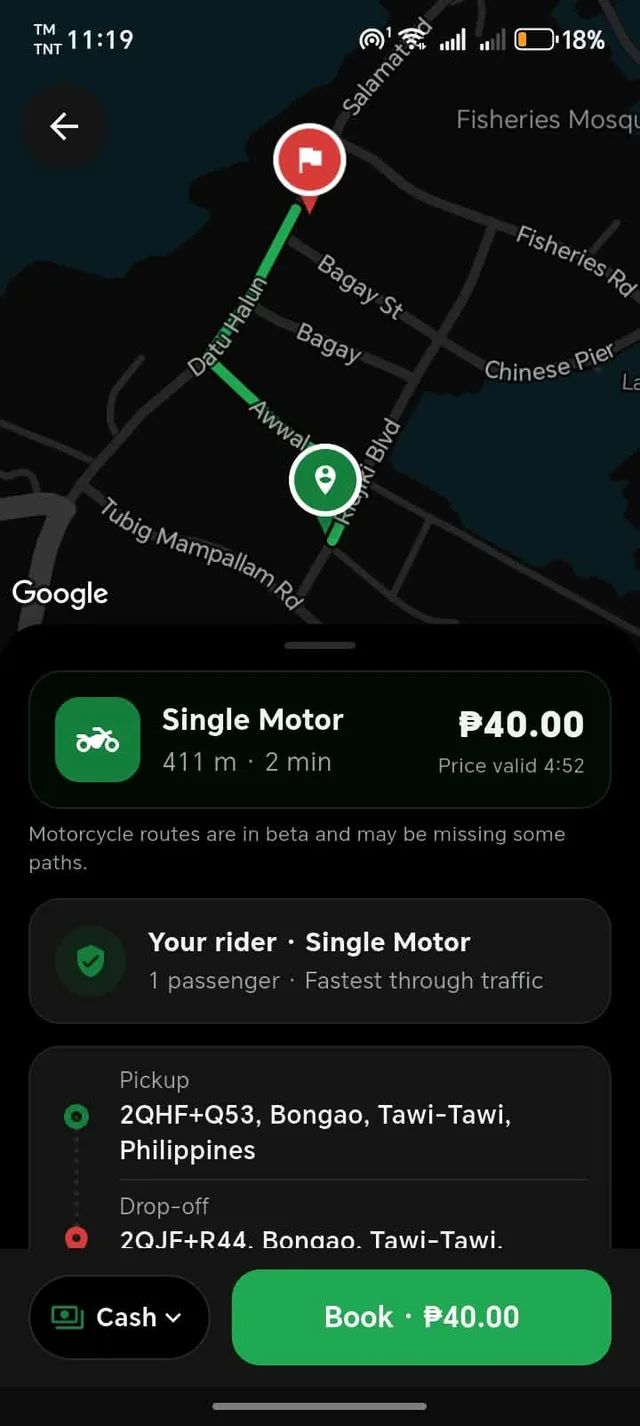 TM
TNT 11:19
1
18%
Salamat
Fisheries Mosqu
Fisheries Rd
Bagay St
Datu Halun
Bagay
Chinese Pier
La
Awwal
Blvd
Tubig Mampallam Rd
Google
Single Motor
₱40.00
411 m · 2 min
Price valid 4:52
Motorcycle routes are in beta and may be missing some
paths.
Your rider · Single Motor
1 passenger · Fastest through traffic
Pickup
2QHF+Q53, Bongao, Tawi-Tawi,
Philippines
Drop-off
2QJF+R44, Bongao, Tawi-Tawi,
Cash
Book · ₱40.00